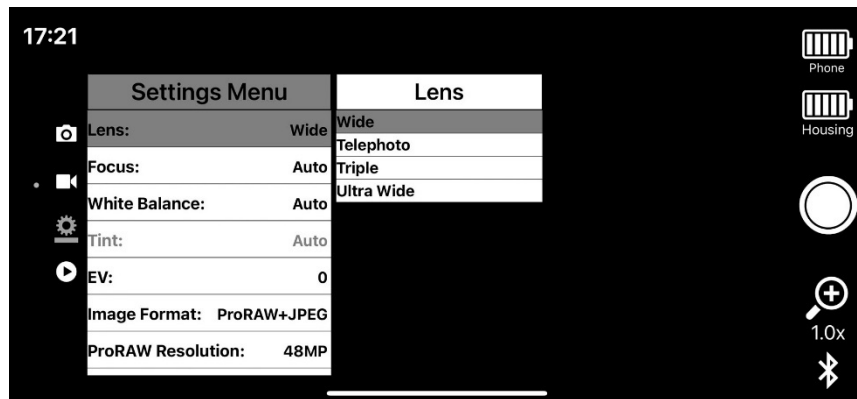 17:21
Settings Menu
Lens: Wide
Focus: Auto
White Balance: Auto
Tint: Auto
EV: 0
Image Format: ProRAW+JPEG
ProRAW Resolution: 48MP
Lens
Wide
Telephoto
Triple
Ultra Wide
Phone
Housing
1.0x